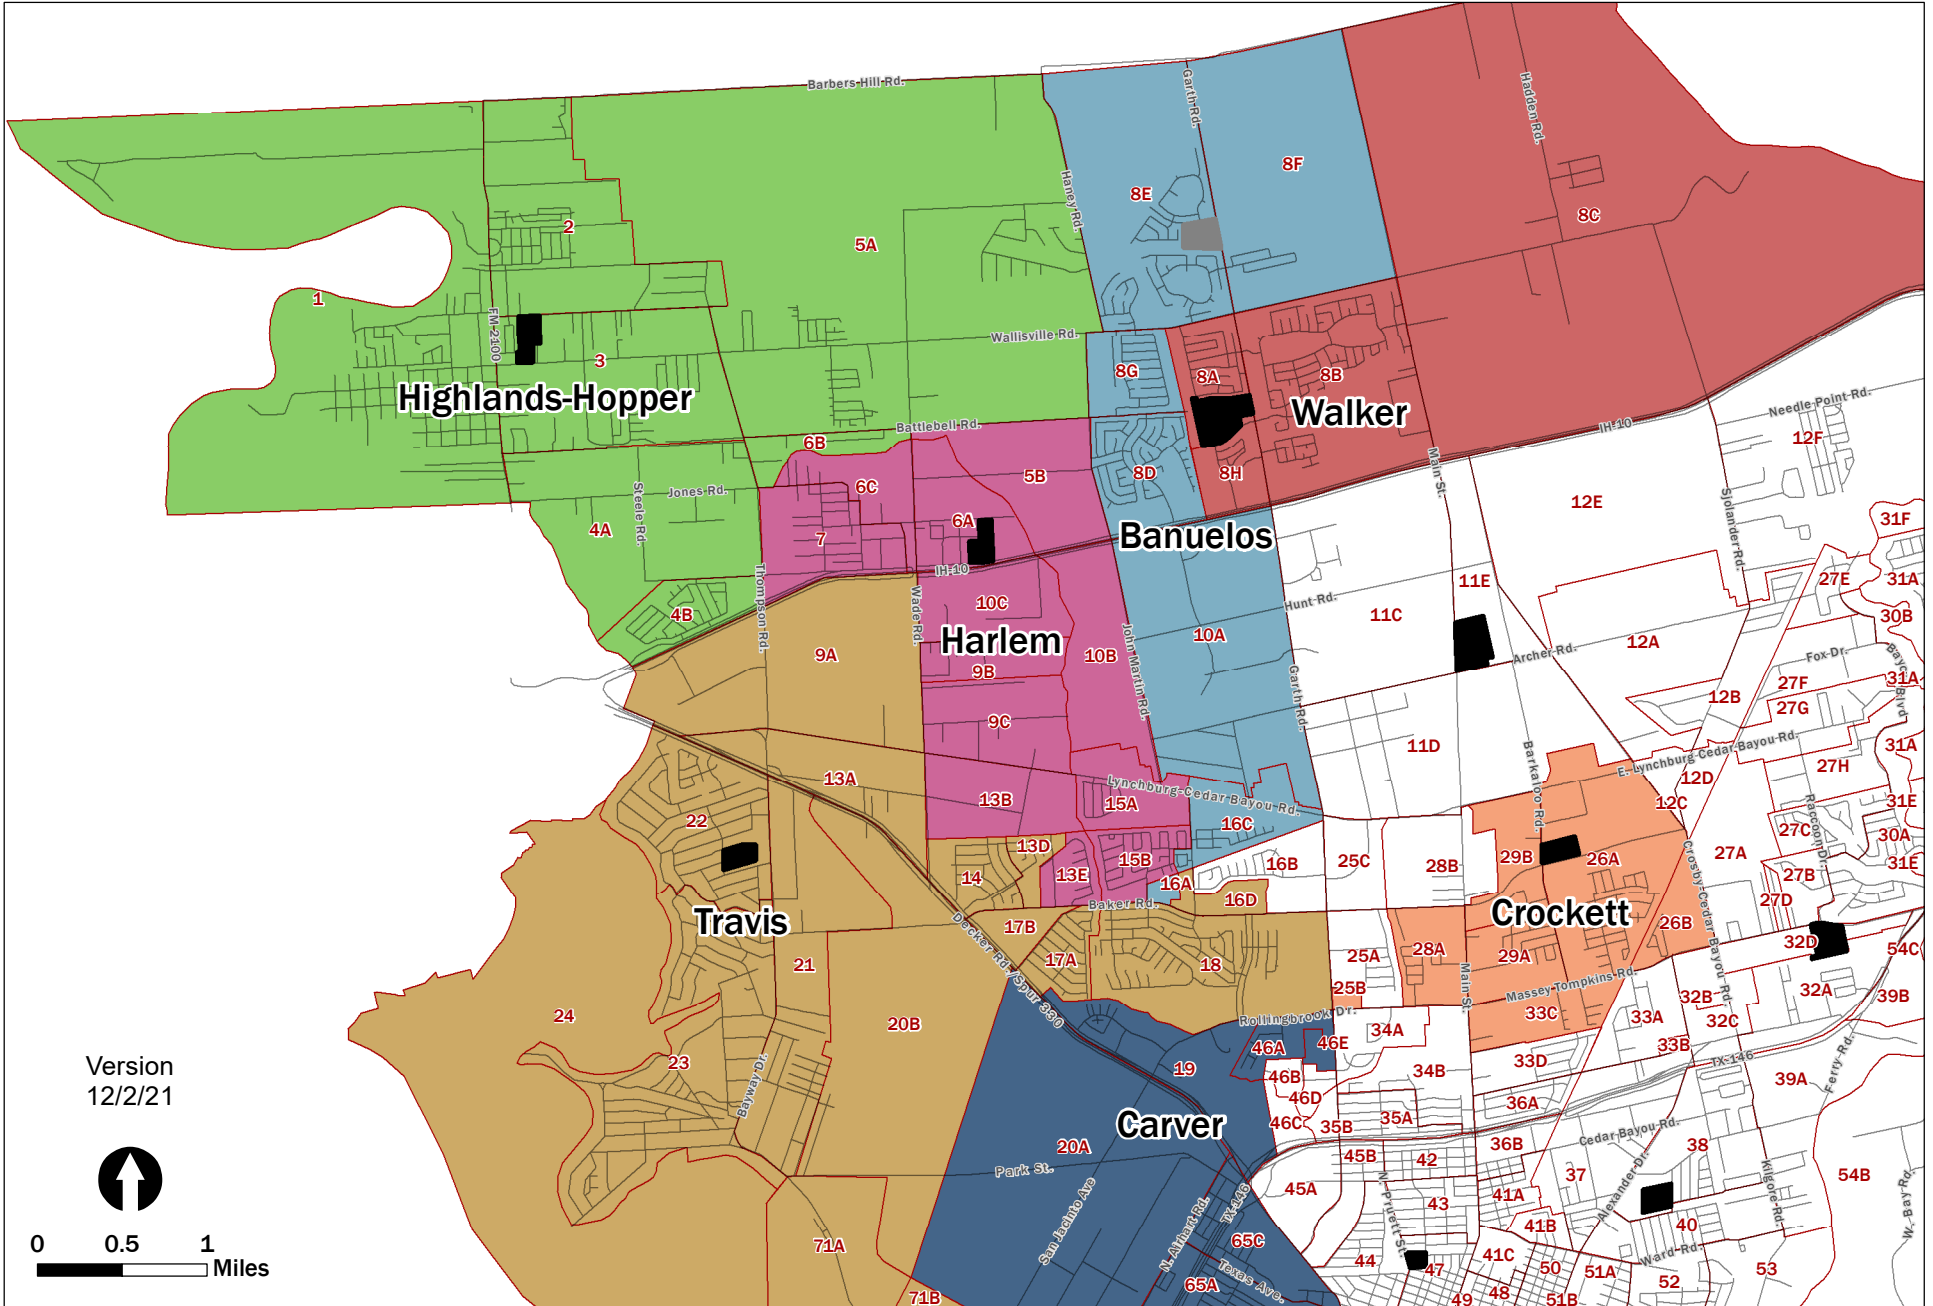 Barbers Hill Rd.
Garth Rd.
Hadden Rd.
8F
8E
Haney Rd.
8C
2
5A
1
FM 2100
Wallisville Rd.
3
8G
8A
8B
Highlands-Hopper
Walker
Needle Point Rd.
Battlebell Rd.
IH-10
12F
6B
Main St.
5B
8D
8H
6C
Jones Rd.
12E
Steele Rd.
Sjolander Rd.
4A
6A
31F
7
Banuelos
IH-10
Thompson Rd.
11E
27E
31A
Wade Rd.
10C
Hunt Rd.
4B
11C
30B
Harlem
10A
12A
9A
10B
John Martin Rd.
Archer Rd.
Fox Dr.
9B
Garth Rd.
27F
31A
Blvd
12B
27G
9C
11D
E. Lynchburg-Cedar Bayou Rd.
31A
Barkaloo Rd.
27H
13A
12D
Lynchburg-Cedar Bayou Rd.
13B
15A
12C
31E
22
16C
Raccoon Dr.
27C
30A
13D
15B
16B
25C
28B
29B
26A
27A
31E
14
13E
16A
27B
Crosby-Cedar Bayou Rd.
16D
27D
Baker Rd.
Travis
Crockett
17B
26B
32D
54C
Decker Rd./Spur 330
17A
18
25A
28A
29A
21
Main St.
Massey Tompkins Rd.
25B
32A
39B
32B
24
20B
Rollingbrook Dr.
33C
33A
32C
34A
46A
46E
33B
Version
12/2/21
23
19
33D
TX-146
34B
46B
39A
Ferry Rd.
Bayway Dr.
46D
36A
Carver
46C
35B
35A
20A
36B
Cedar Bayou Rd.
38
45B
42
Park St.
37
Alexander Dr.
Kilgore Rd.
54B
W. Bay Rd.
45A
41A
N. Pruett St.
43
San Jacinto Ave
N. Airhart Rd.
TX-146
41B
40
71A
65C
Ward Rd.
0 0.5 1
Miles
44
41C
47
50
51A
53
Texas Ave.
65A
52
71B
49
48
51B